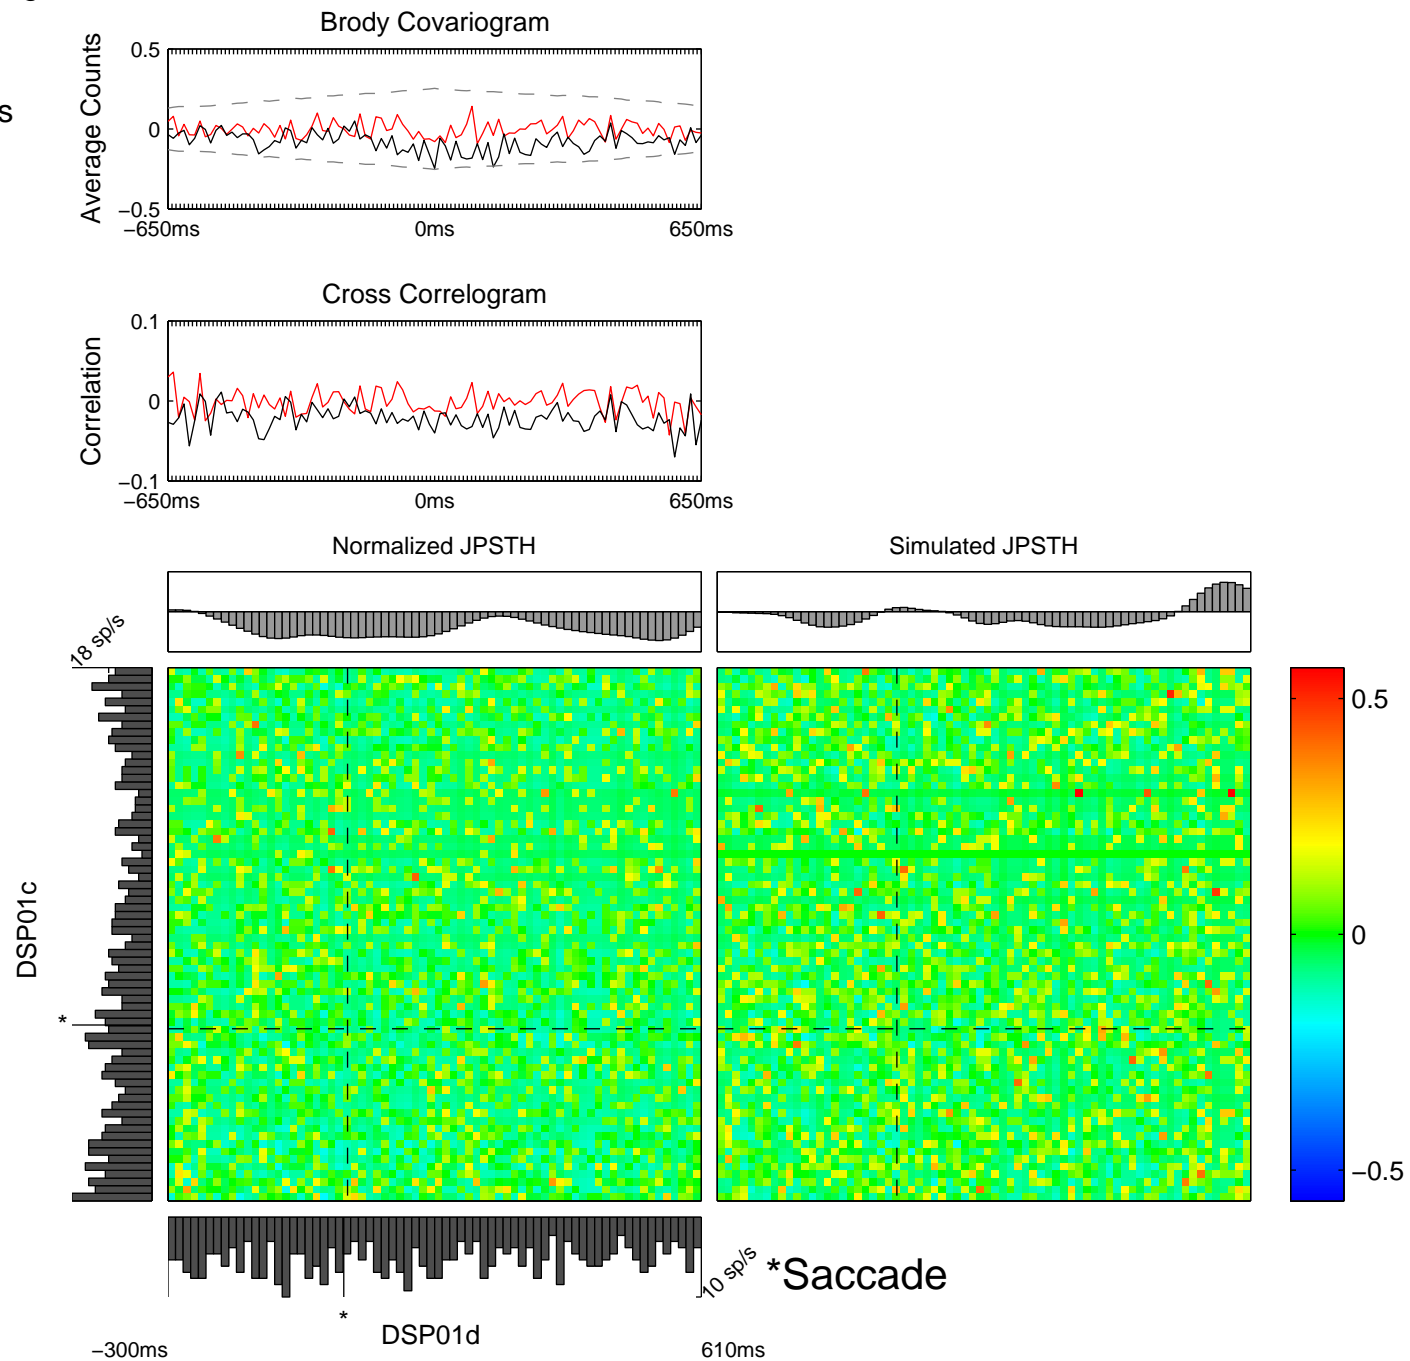 Brody Covariogram
Average Counts
0.5
0
−0.5
−650ms
0ms
650ms
s
Cross Correlogram
Correlation
0.1
0
−0.1
−650ms
0ms
650ms
Normalized JPSTH
Simulated JPSTH
18 sp/s
DSP01c
*
0.5
0
−0.5
10 sp/s
*Saccade
*
DSP01d
−300ms
610ms